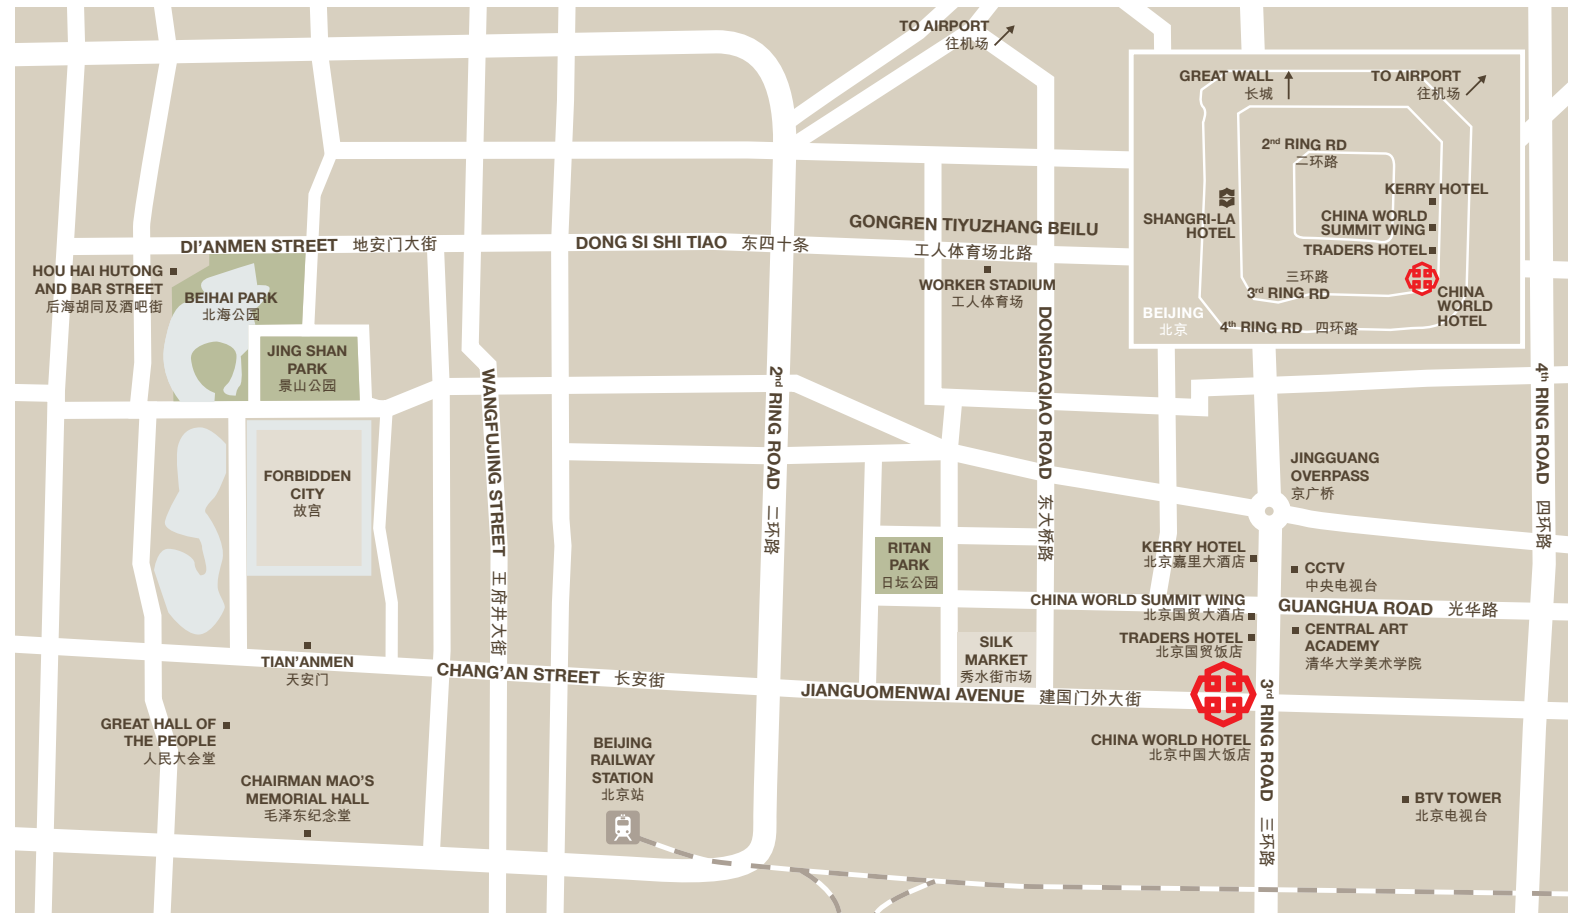 TO AIRPORT
往机场
GREAT WALL
长城
TO AIRPORT
往机场
2nd RING RD
二环路
KERRY HOTEL
SHANGRI-LA
HOTEL
CHINA WORLD
SUMMIT WING
TRADERS HOTEL
三环路
3rd RING RD
CHINA
WORLD
HOTEL
BEIJING
北京
4th RING RD 四环路
DI'ANMEN STREET 地安门大街
DONG SI SHI TIAO 东四十条
GONGREN TIYUZHANG BEILU
工人体育场北路
HOU HAI HUTONG
AND BAR STREET
后海胡同及酒吧街
BEIHAI PARK
北海公园
WORKER STADIUM
工人体育场
JING SHAN
PARK
景山公园
WANGFUJING STREET 王府井大街
2nd RING ROAD 二环路
DONGDAQIAO ROAD 东大桥路
4th RING ROAD 四环路
FORBIDDEN
CITY
故宫
JINGGUANG
OVERPASS
京广桥
RITAN
PARK
日坛公园
KERRY HOTEL
北京嘉里大酒店
CCTV
中央电视台
CHINA WORLD SUMMIT WING
北京国贸大酒店
GUANGHUA ROAD 光华路
TRADERS HOTEL
北京国贸饭店
CENTRAL ART
ACADEMY
清华大学美术学院
SILK
MARKET
秀水街市场
TIAN'ANMEN
天安门
CHANG'AN STREET 长安街
JIANGUOMENWAI AVENUE 建国门外大街
3rd RING ROAD 三环路
GREAT HALL OF
THE PEOPLE
人民大会堂
CHINA WORLD HOTEL
北京中国大饭店
BEIJING
RAILWAY
STATION
北京站
CHAIRMAN MAO'S
MEMORIAL HALL
毛泽东纪念堂
BTV TOWER
北京电视台